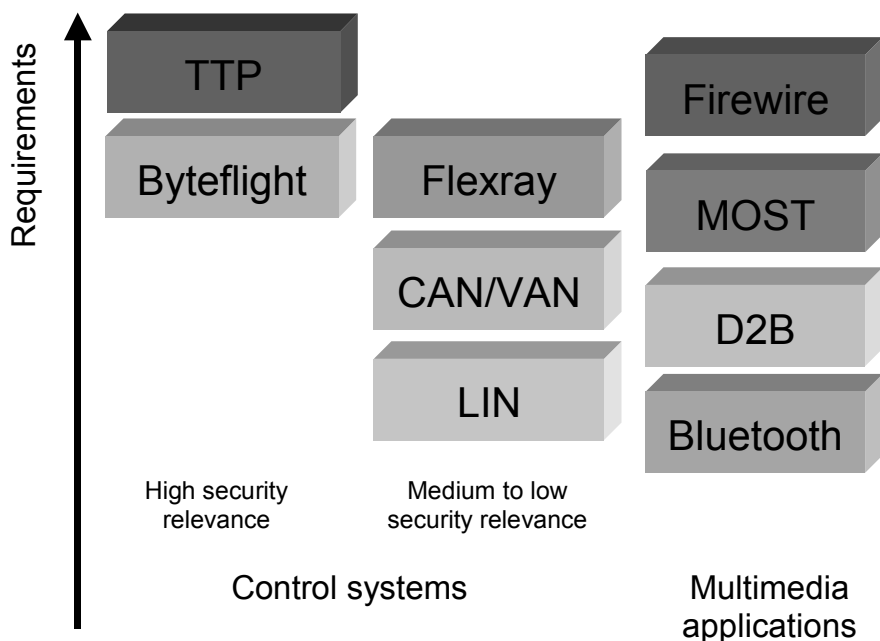 Requirements
TTP
Byteflight
Flexray
CAN/VAN
LIN
Firewire
MOST
D2B
Bluetooth
High security
relevance
Medium to low
security relevance
Control systems
Multimedia
applications